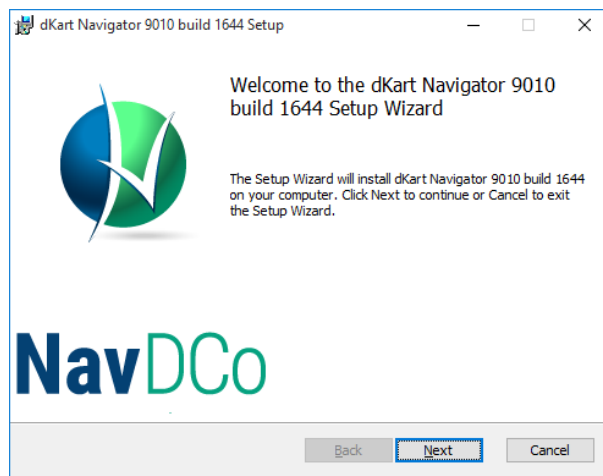 dKart Navigator 9010 build 1644 Setup
Welcome to the dKart Navigator 9010
build 1644 Setup Wizard
The Setup Wizard will install dKart Navigator 9010 build 1644
on your computer. Click Next to continue or Cancel to exit
the Setup Wizard.
NavDCo
Back Next Cancel